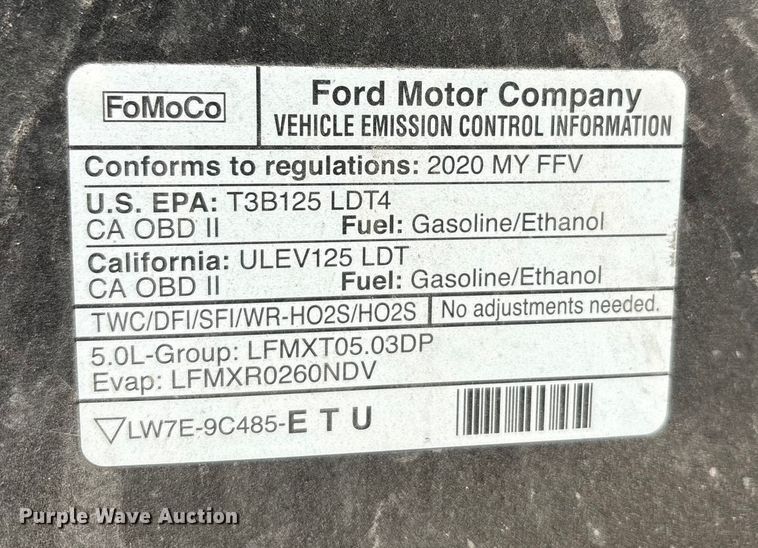 FoMoCo
Ford Motor Company
VEHICLE EMISSION CONTROL INFORMATION
Conforms to regulations: 2020 MY FFV
U.S. EPA: T3B125 LDT4
CA OBD II Fuel: Gasoline/Ethanol
California: ULEV125 LDT
CA OBD II Fuel: Gasoline/Ethanol
TWC/DFI/SFI/WR-HO2S/HO2S No adjustments needed.
5.0L-Group: LFMXT05.03DP
Evap: LFMXR0260NDV
▽LW7E-9C485-E T U
Purple Wave Auction